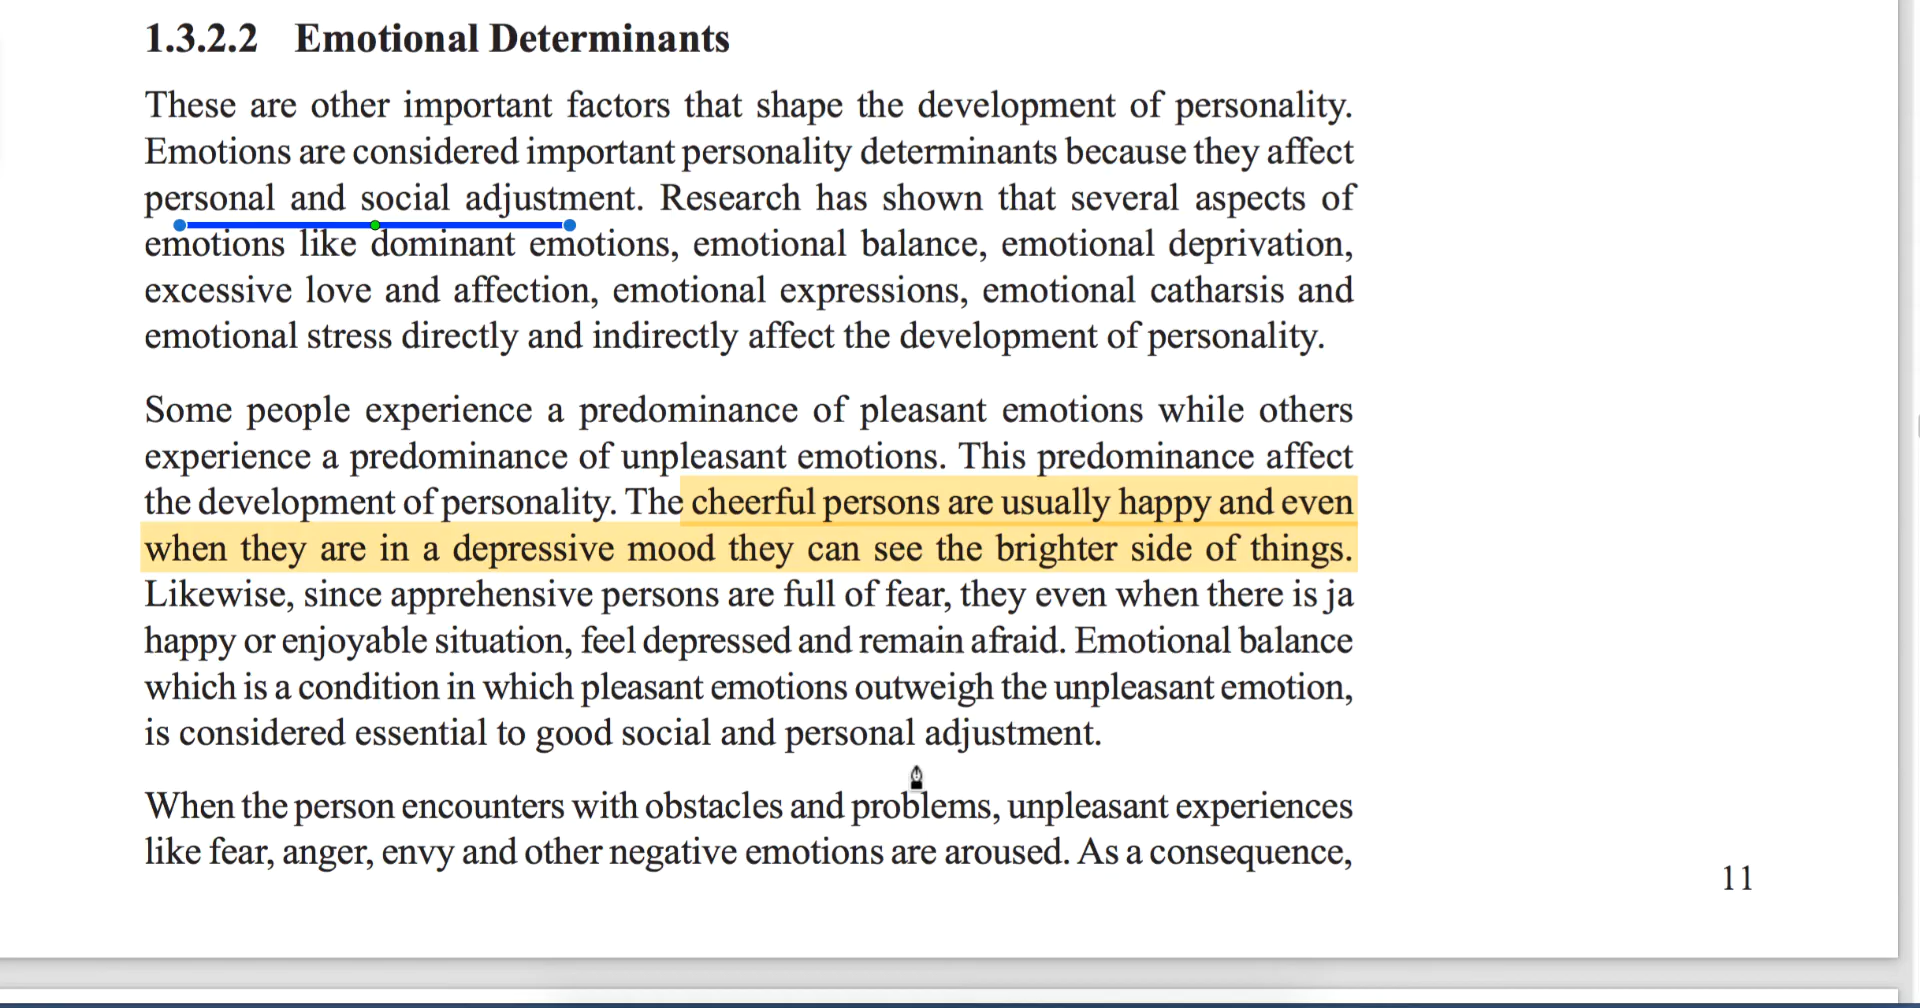 1.3.2.2 Emotional Determinants
These are other important factors that shape the development of personality.
Emotions are considered important personality determinants because they affect
personal and social adjustment. Research has shown that several aspects of
emotions like dominant emotions, emotional balance, emotional deprivation,
excessive love and affection, emotional expressions, emotional catharsis and
emotional stress directly and indirectly affect the development of personality.
Some people experience a predominance of pleasant emotions while others
experience a predominance of unpleasant emotions. This predominance affect
the development of personality. The cheerful persons are usually happy and even
when they are in a depressive mood they can see the brighter side of things.
Likewise, since apprehensive persons are full of fear, they even when there is ja
happy or enjoyable situation, feel depressed and remain afraid. Emotional balance
which is a condition in which pleasant emotions outweigh the unpleasant emotion,
is considered essential to good social and personal adjustment.
When the person encounters with obstacles and problems, unpleasant experiences
like fear, anger, envy and other negative emotions are aroused. As a consequence,
11